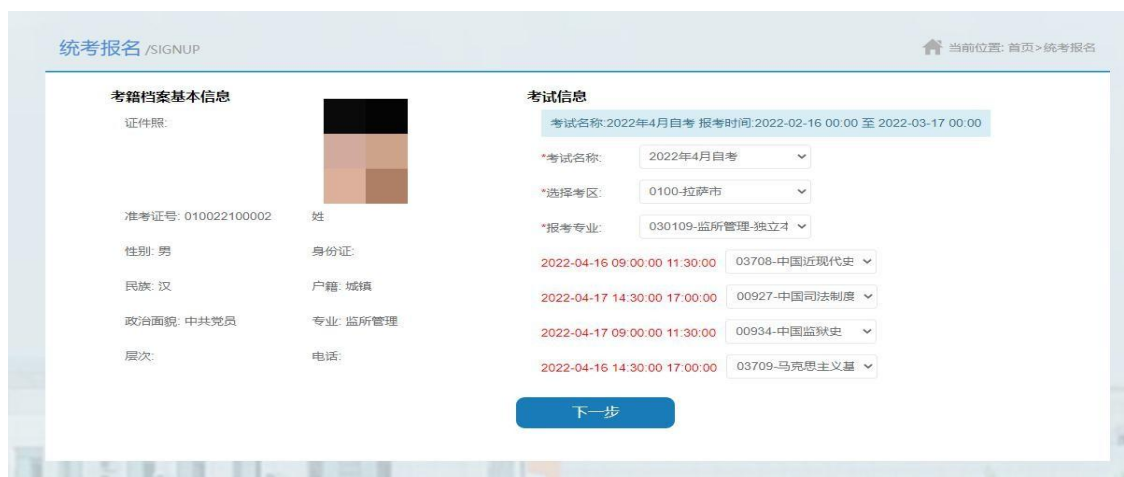 统考报名 /SIGNUP
当前位置: 首页>统考报名
考籍档案基本信息
证件照:
准考证号: 010022100002 姓
性别: 男 身份证:
民族: 汉 户籍: 城镇
政治面貌: 中共党员 专业: 监所管理
层次: 电话:
考试信息
考试名称:2022年4月自考 报考时间:2022-02-16 00:00 至 2022-03-17 00:00
*考试名称: 2022年4月自考
*选择考区: 0100-拉萨市
*报考专业: 030109-监所管理-独立本
2022-04-16 09:00:00 11:30:00 03708-中国近现代史
2022-04-17 14:30:00 17:00:00 00927-中国司法制度
2022-04-17 09:00:00 11:30:00 00934-中国监狱史
2022-04-16 14:30:00 17:00:00 03709-马克思主义基
下一步